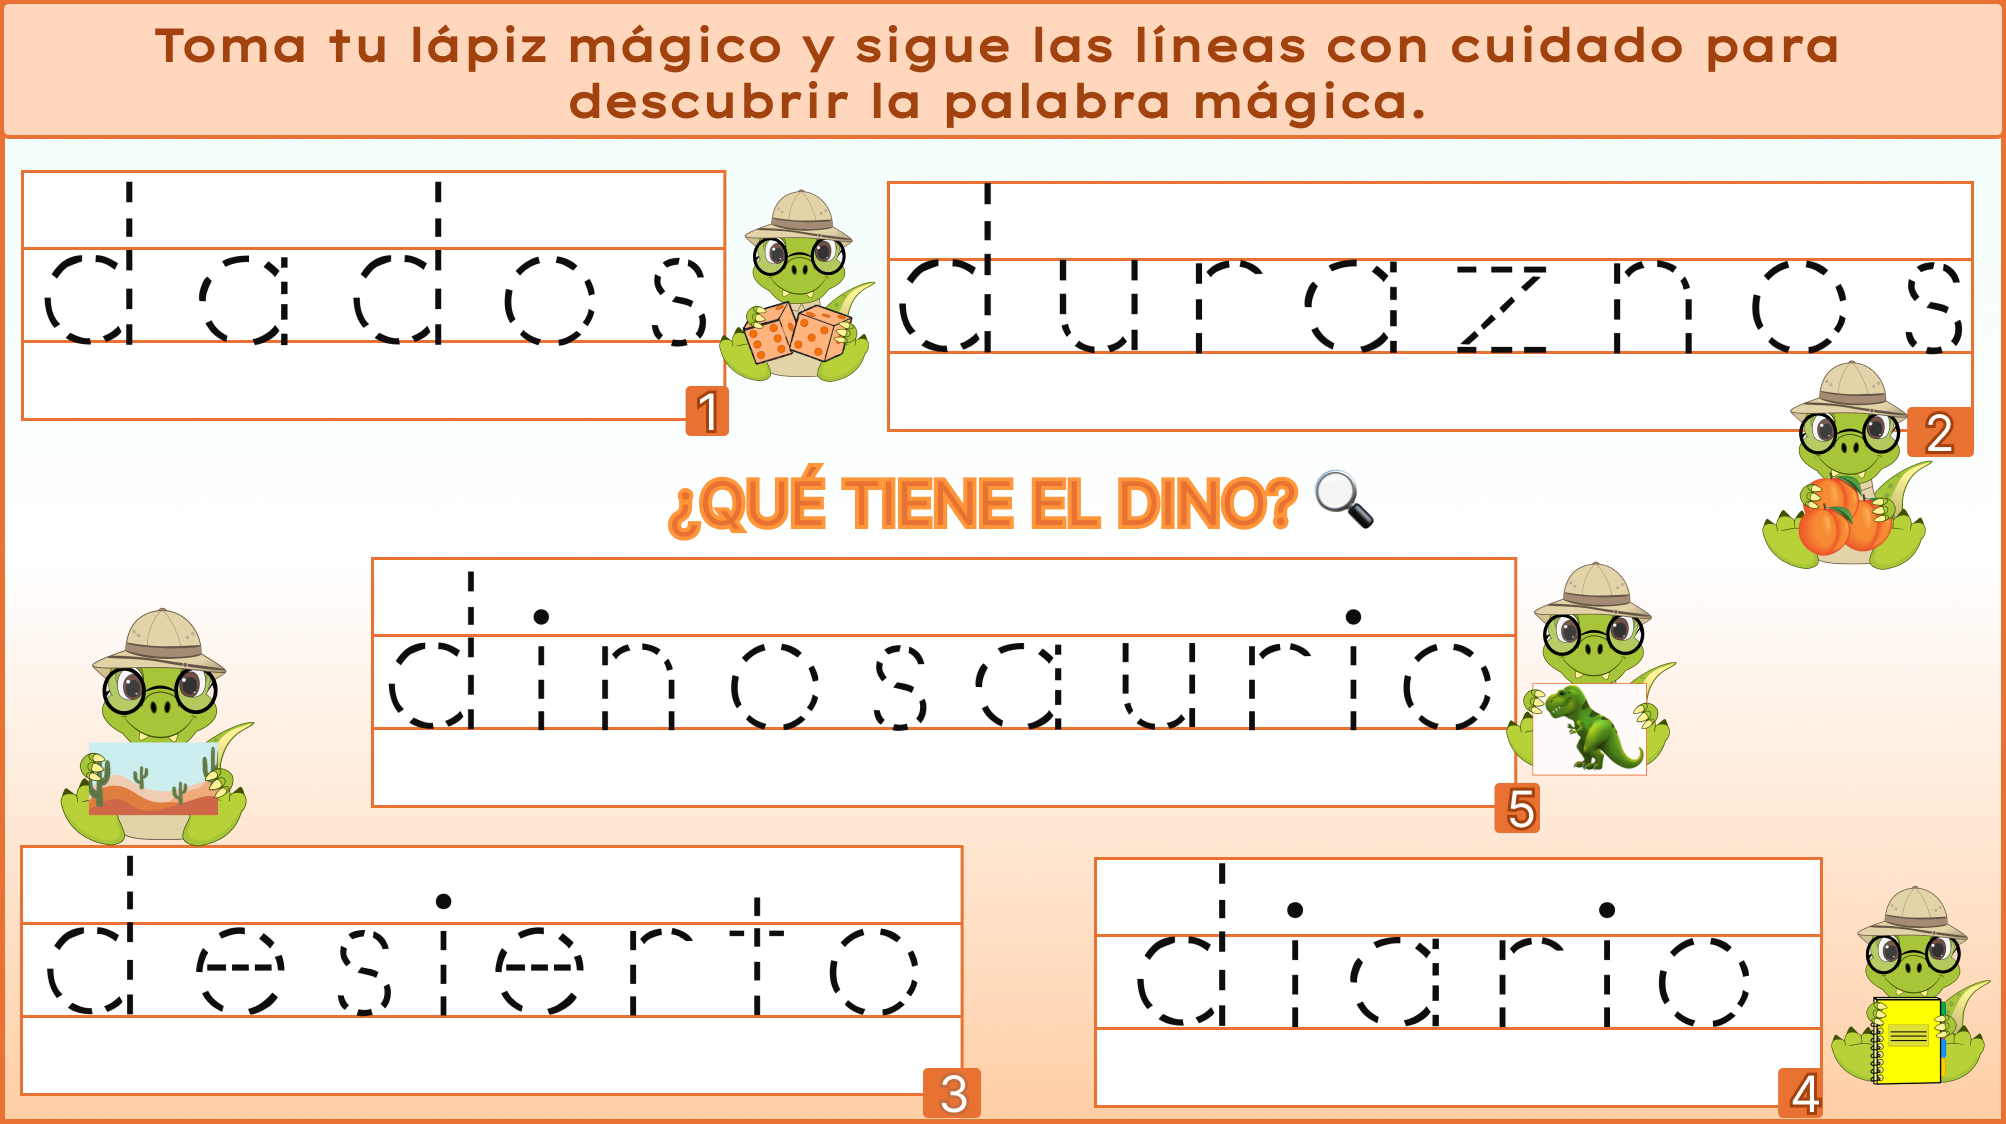 Toma tu lápiz mágico y sigue las líneas con cuidado para
descubrir la palabra mágica.
dados
1
duraznos
2
¿QUÉ TIENE EL DINO?
dinosaurio
5
desierto
3
diario
4